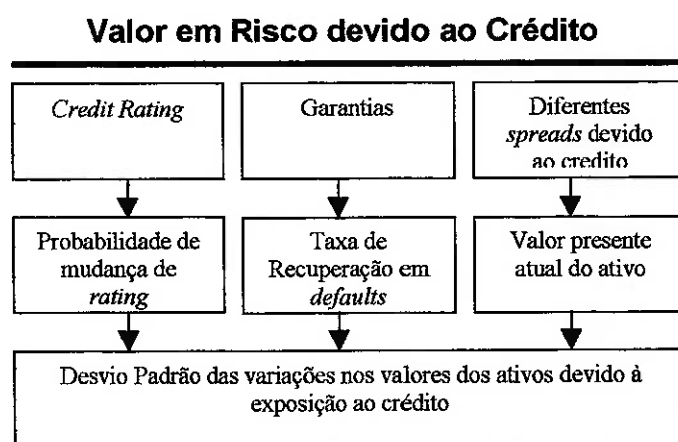 Valor em Risco devido ao Crédito
Credit Rating
Garantias
Diferentes
spreads devido
ao credito
Probabilidade de
mudança de
rating
Taxa de
Recuperação em
defaults
Valor presente
atual do ativo
Desvio Padrão das variações nos valores dos ativos devido à
exposição ao crédito